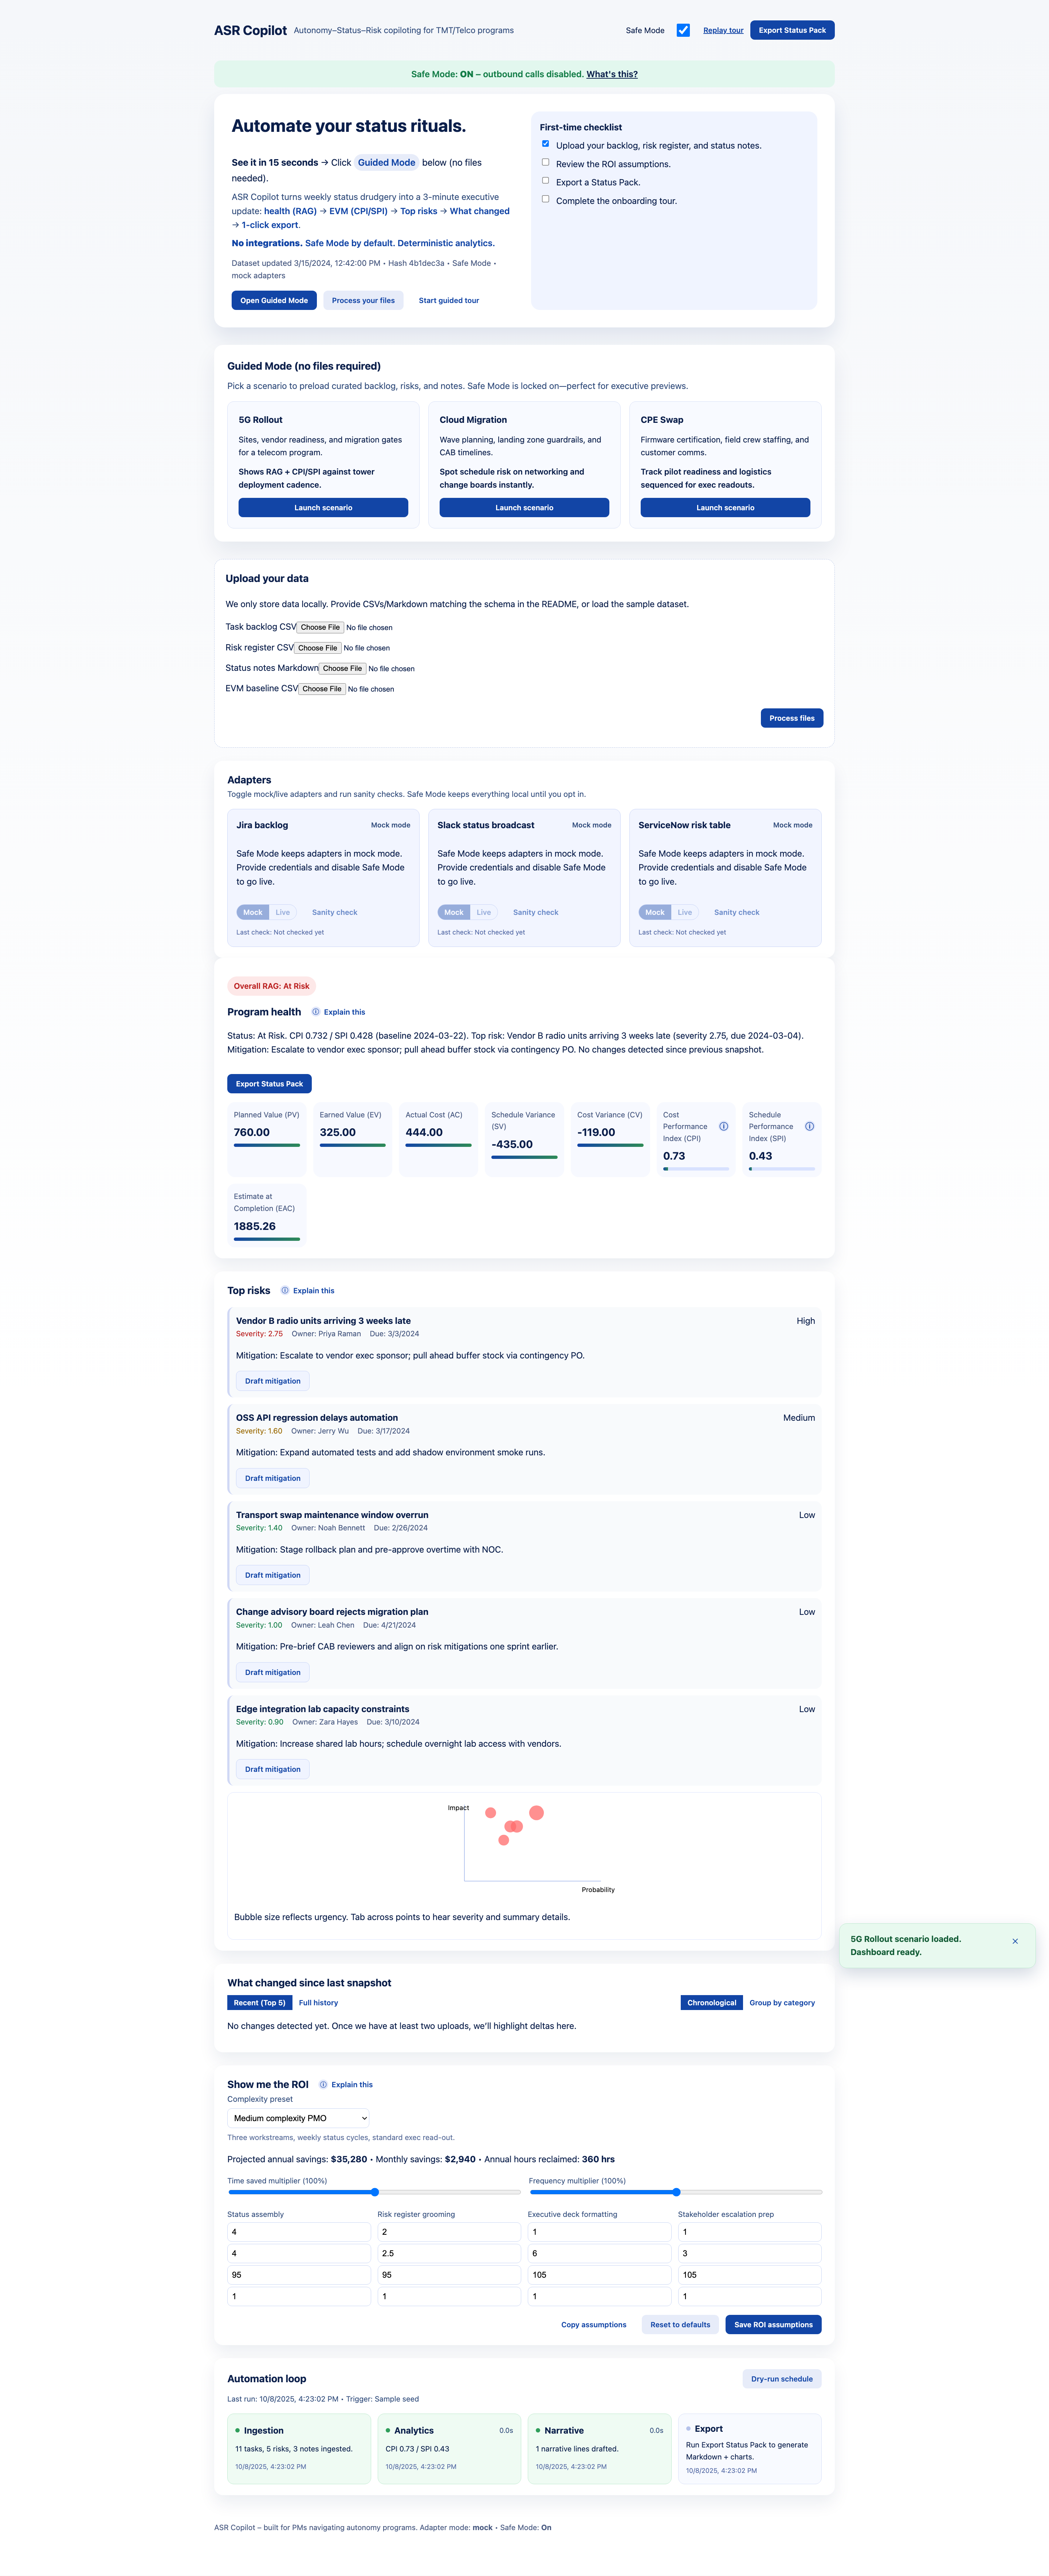 ASR Copilot Autonomy–Status–Risk copiloting for TMT/Telco programs
Safe Mode Replay tour Export Status Pack
Safe Mode: ON – outbound calls disabled. What's this?
Automate your status rituals.
See it in 15 seconds → Click Guided Mode below (no files
needed).
ASR Copilot turns weekly status drudgery into a 3-minute executive
update: health (RAG) → EVM (CPI/SPI) → Top risks → What changed
→ 1-click export.
No integrations. Safe Mode by default. Deterministic analytics.
Dataset updated 3/15/2024, 12:42:00 PM • Hash 4b1dec3a • Safe Mode •
mock adapters
Open Guided Mode Process your files Start guided tour
First-time checklist
Upload your backlog, risk register, and status notes.
Review the ROI assumptions.
Export a Status Pack.
Complete the onboarding tour.
Guided Mode (no files required)
Pick a scenario to preload curated backlog, risks, and notes. Safe Mode is locked on—perfect for executive previews.
5G Rollout
Sites, vendor readiness, and migration gates
for a telecom program.
Shows RAG + CPI/SPI against tower
deployment cadence.
Launch scenario
Cloud Migration
Wave planning, landing zone guardrails, and
CAB timelines.
Spot schedule risk on networking and
change boards instantly.
Launch scenario
CPE Swap
Firmware certification, field crew staffing, and
customer comms.
Track pilot readiness and logistics
sequenced for exec readouts.
Launch scenario
Upload your data
We only store data locally. Provide CSVs/Markdown matching the schema in the README, or load the sample dataset.
Task backlog CSV Choose File No file chosen
Risk register CSV Choose File No file chosen
Status notes Markdown Choose File No file chosen
EVM baseline CSV Choose File No file chosen
Process files
Adapters
Toggle mock/live adapters and run sanity checks. Safe Mode keeps everything local until you opt in.
Jira backlog Mock mode
Safe Mode keeps adapters in mock mode.
Provide credentials and disable Safe Mode
to go live.
Mock Live Sanity check
Last check: Not checked yet
Slack status broadcast Mock mode
Safe Mode keeps adapters in mock mode.
Provide credentials and disable Safe Mode
to go live.
Mock Live Sanity check
Last check: Not checked yet
ServiceNow risk table Mock mode
Safe Mode keeps adapters in mock mode.
Provide credentials and disable Safe Mode
to go live.
Mock Live Sanity check
Last check: Not checked yet
Overall RAG: At Risk
Program health ⓘ Explain this
Status: At Risk. CPI 0.732 / SPI 0.428 (baseline 2024-03-22). Top risk: Vendor B radio units arriving 3 weeks late (severity 2.75, due 2024-03-04).
Mitigation: Escalate to vendor exec sponsor; pull ahead buffer stock via contingency PO. No changes detected since previous snapshot.
Export Status Pack
Planned Value (PV)
760.00
Earned Value (EV)
325.00
Actual Cost (AC)
444.00
Schedule Variance
(SV)
-435.00
Cost Variance (CV)
-119.00
Cost
Performance ⓘ
Index (CPI)
0.73
Schedule
Performance ⓘ
Index (SPI)
0.43
Estimate at
Completion (EAC)
1885.26
Top risks ⓘ Explain this
Vendor B radio units arriving 3 weeks late High
Severity: 2.75 Owner: Priya Raman Due: 3/3/2024
Mitigation: Escalate to vendor exec sponsor; pull ahead buffer stock via contingency PO.
Draft mitigation
OSS API regression delays automation Medium
Severity: 1.60 Owner: Jerry Wu Due: 3/17/2024
Mitigation: Expand automated tests and add shadow environment smoke runs.
Draft mitigation
Transport swap maintenance window overrun Low
Severity: 1.40 Owner: Noah Bennett Due: 2/26/2024
Mitigation: Stage rollback plan and pre-approve overtime with NOC.
Draft mitigation
Change advisory board rejects migration plan Low
Severity: 1.00 Owner: Leah Chen Due: 4/21/2024
Mitigation: Pre-brief CAB reviewers and align on risk mitigations one sprint earlier.
Draft mitigation
Edge integration lab capacity constraints Low
Severity: 0.90 Owner: Zara Hayes Due: 3/10/2024
Mitigation: Increase shared lab hours; schedule overnight lab access with vendors.
Draft mitigation
Impact
Probability
Bubble size reflects urgency. Tab across points to hear severity and summary details.
5G Rollout scenario loaded. ×
Dashboard ready.
What changed since last snapshot
Recent (Top 5) Full history Chronological Group by category
No changes detected yet. Once we have at least two uploads, we'll highlight deltas here.
Show me the ROI ⓘ Explain this
Complexity preset
Medium complexity PMO
Three workstreams, weekly status cycles, standard exec read-out.
Projected annual savings: $35,280 • Monthly savings: $2,940 • Annual hours reclaimed: 360 hrs
Time saved multiplier (100%) Frequency multiplier (100%)
Status assembly Risk register grooming Executive deck formatting Stakeholder escalation prep
4 2 1 1
4 2.5 6 3
95 95 105 105
1 1 1 1
Copy assumptions Reset to defaults Save ROI assumptions
Automation loop Dry-run schedule
Last run: 10/8/2025, 4:23:02 PM • Trigger: Sample seed
Ingestion
11 tasks, 5 risks, 3 notes ingested.
10/8/2025, 4:23:02 PM
Analytics 0.0s
CPI 0.73 / SPI 0.43
10/8/2025, 4:23:02 PM
Narrative 0.0s
1 narrative lines drafted.
10/8/2025, 4:23:02 PM
Export
Run Export Status Pack to generate
Markdown + charts.
10/8/2025, 4:23:02 PM
ASR Copilot – built for PMs navigating autonomy programs. Adapter mode: mock • Safe Mode: On